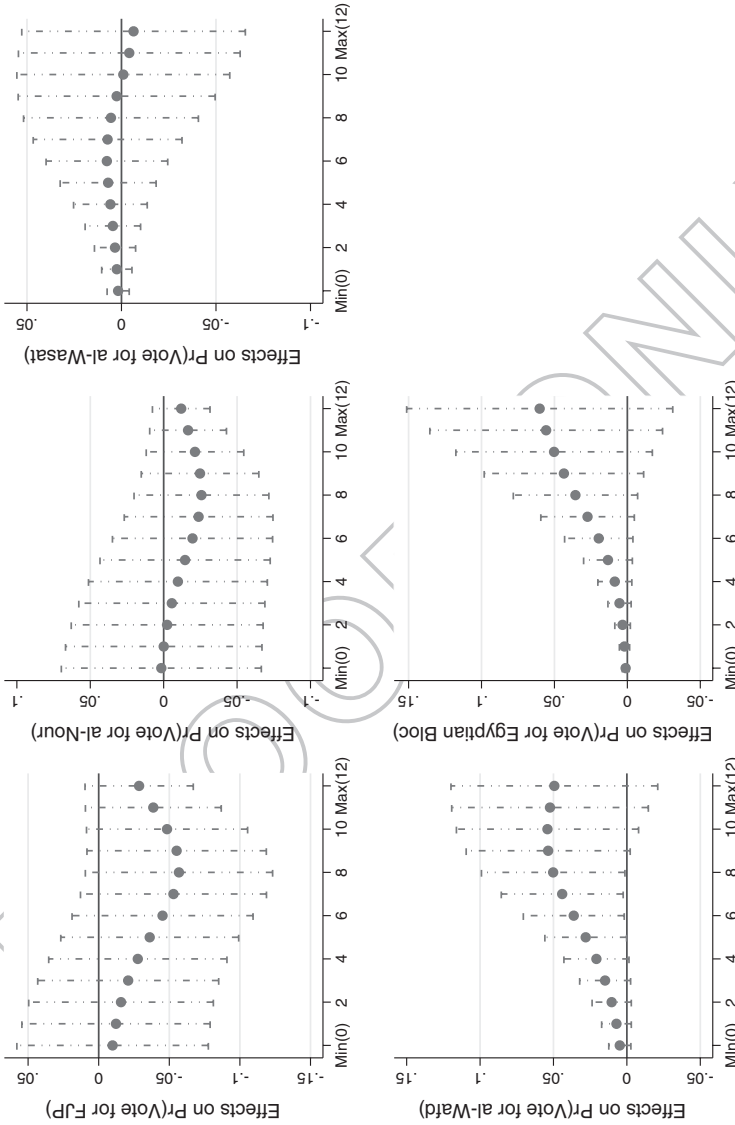 Effects on Pr(Vote for FJP)
.05
0
-.05
-.1
-.15
Min(0) 2 4 6 8 10 Max(12)
Effects on Pr(Vote for al-Nour)
.1
.05
0
-.05
-.1
Min(0) 2 4 6 8 10 Max(12)
Effects on Pr(Vote for al-Wasat)
.05
0
-.05
-.1
Min(0) 2 4 6 8 10 Max(12)
Effects on Pr(Vote for al-Wafd)
.15
.1
.05
0
-.05
Min(0) 2 4 6 8 10 Max(12)
Effects on Pr(Vote for Egyptian Bloc)
.15
.1
.05
0
-.05
Min(0) 2 4 6 8 10 Max(12)